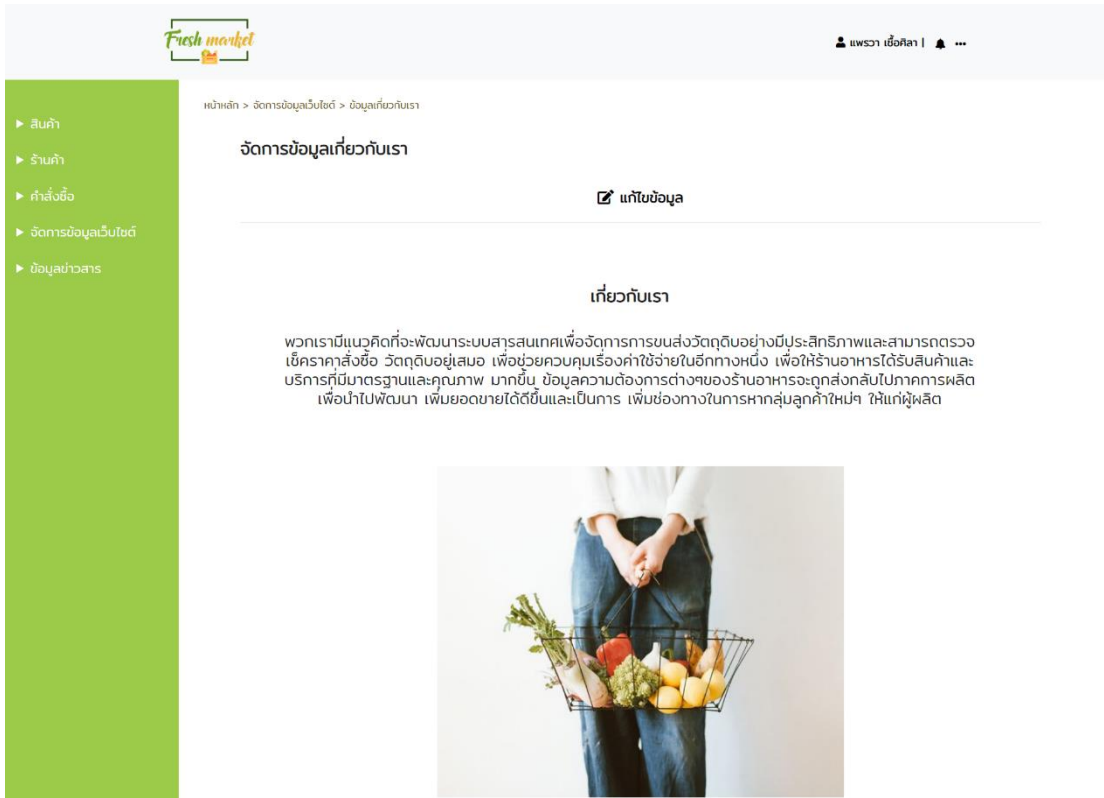 Fresh market
แพรวา เชื้อศิลา |
หน้าหลัก > จัดการข้อมูลเว็บไซต์ > ข้อมูลเกี่ยวกับเรา
สินค้า
ร้านค้า
คำสั่งซื้อ
จัดการข้อมูลเว็บไซต์
ข้อมูลข่าวสาร
จัดการข้อมูลเกี่ยวกับเรา
แก้ไขข้อมูล
เกี่ยวกับเรา
พวกเรามีแนวคิดที่จะพัฒนาระบบสารสนเทศเพื่อจัดการการขนส่งวัตถุดิบอย่างมีประสิทธิภาพและสามารถตรวจ
เช็คราคาสั่งซื้อ วัตถุดิบอยู่เสมอ เพื่อช่วยควบคุมเรื่องค่าใช้จ่ายในอีกทางหนึ่ง เพื่อให้ร้านอาหารได้รับสินค้าและ
บริการที่มีมาตรฐานและคุณภาพ มากขึ้น ข้อมูลความต้องการต่างๆของร้านอาหารจะถูกส่งกลับไปภาคการผลิต
เพื่อนำไปพัฒนา เพิ่มยอดขายได้ดีขึ้นและเป็นการ เพิ่มช่องทางในการหากลุ่มลูกค้าใหม่ๆ ให้แก่ผู้ผลิต